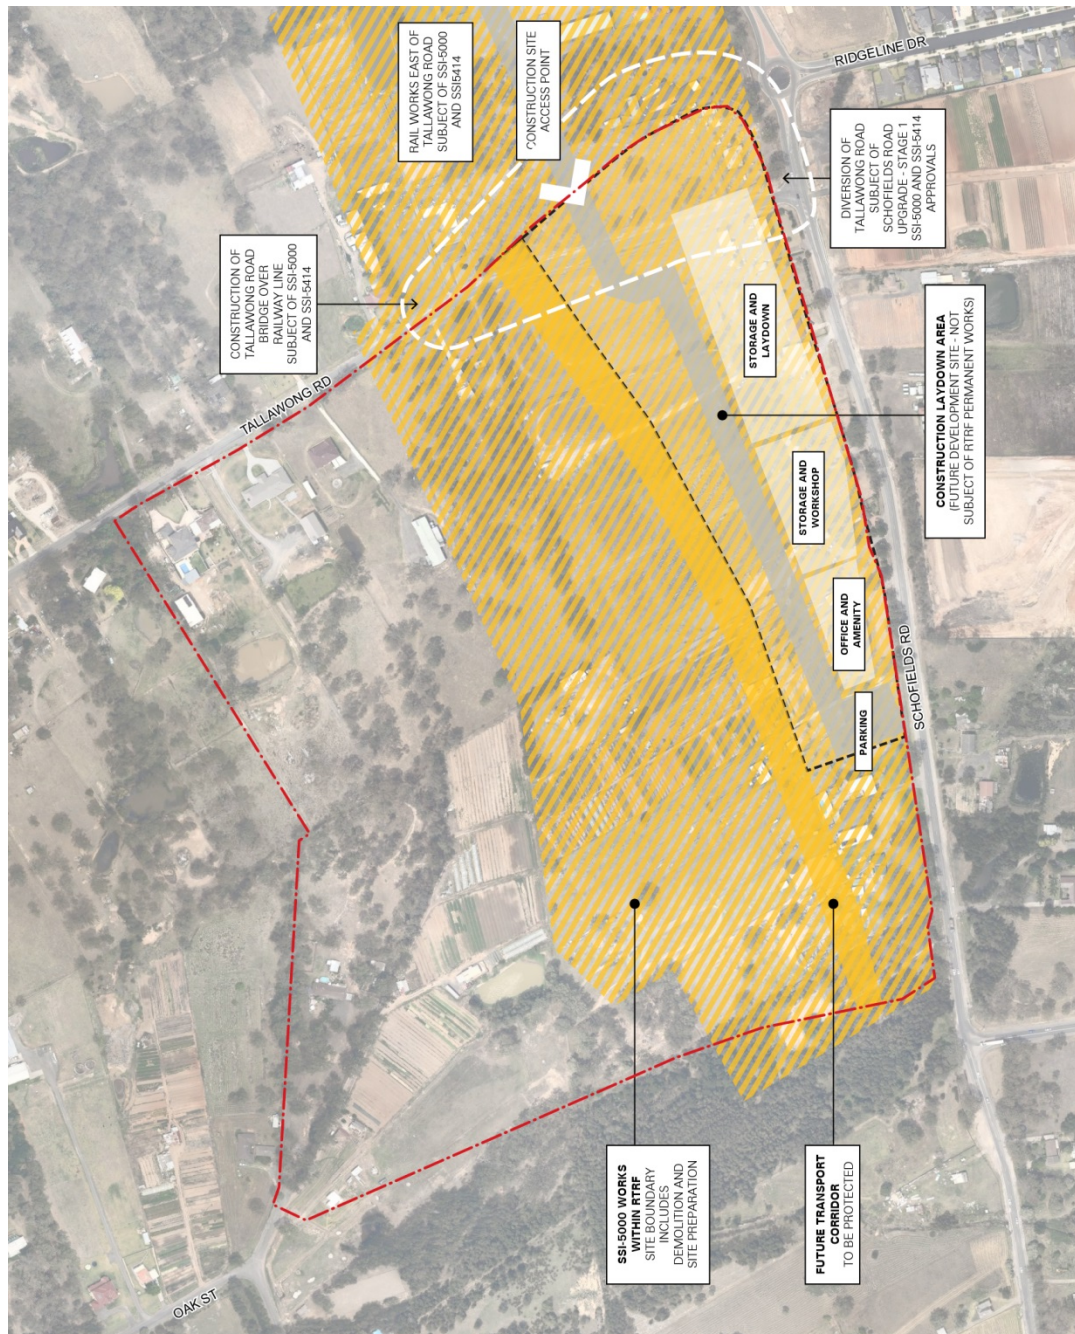 RAIL WORKS EAST OF
TALLAWONG ROAD
SUBJECT OF SSI-5000
AND SSI5414
CONSTRUCTION SITE
ACCESS POINT
RIDGELINE DR
DIVERSION OF
TALLAWONG ROAD
SUBJECT OF
SCHOFIELDS ROAD
UPGRADE - STAGE 1
SSI-5000 AND SSI-5414
APPROVALS
CONSTRUCTION OF
TALLAWONG ROAD
BRIDGE OVER
RAILWAY LINE
SUBJECT OF SSI-5000
AND SSI-5414
TALLAWONG RD
STORAGE AND
LAYDOWN
CONSTRUCTION LAYDOWN AREA
(FUTURE DEVELOPMENT SITE - NOT
SUBJECT OF RTRF PERMANENT WORKS)
STORAGE AND
WORKSHOP
OFFICE AND
AMENITY
PARKING
SCHOFIELDS RD
SSI-5000 WORKS
WITHIN RTRF
SITE BOUNDARY
INCLUDES
DEMOLITION AND
SITE PREPARATION
FUTURE TRANSPORT
CORRIDOR
TO BE PROTECTED
OAK ST